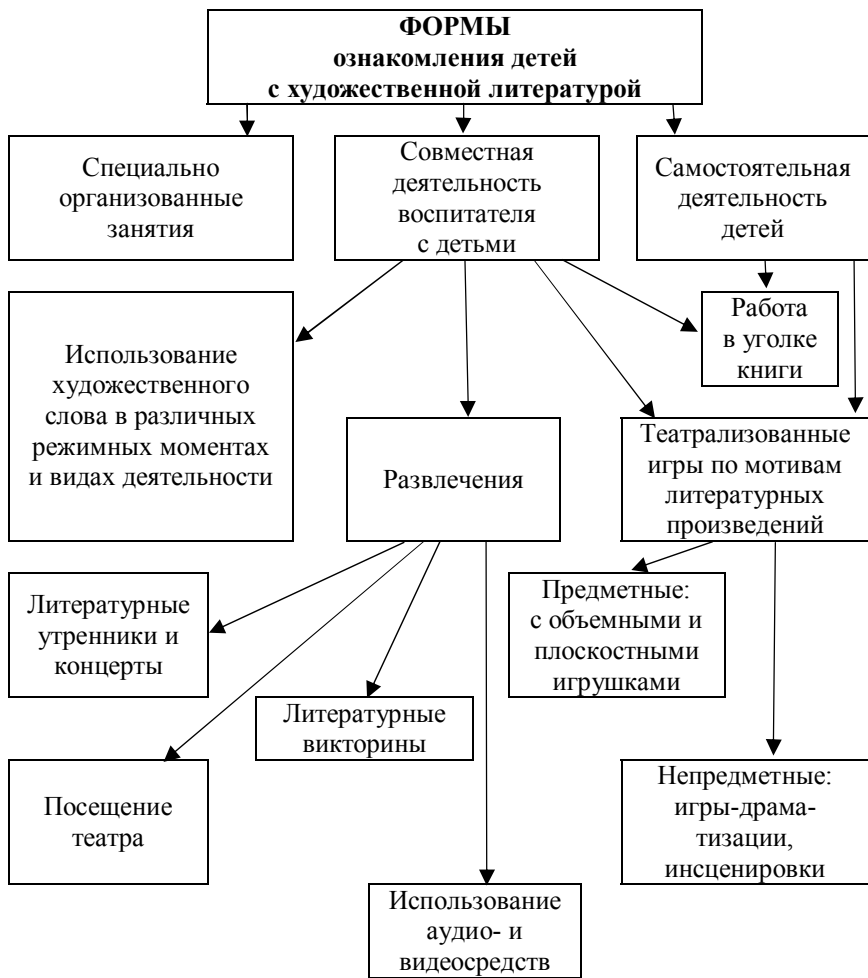 ФОРМЫ
ознакомления детей
с художественной литературой
Специально
организованные
занятия
Совместная
деятельность
воспитателя
с детьми
Самостоятельная
деятельность
детей
Использование
художественного
слова в различных
режимных моментах
и видах деятельности
Работа
в уголке
книги
Развлечения
Театрализованные
игры по мотивам
литературных
произведений
Литературные
утренники и
концерты
Предметные:
с объемными и
плоскостными
игрушками
Литературные
викторины
Посещение
театра
Непредметные:
игры-драма-
тизации,
инсценировки
Использование
аудио- и
видеосредств